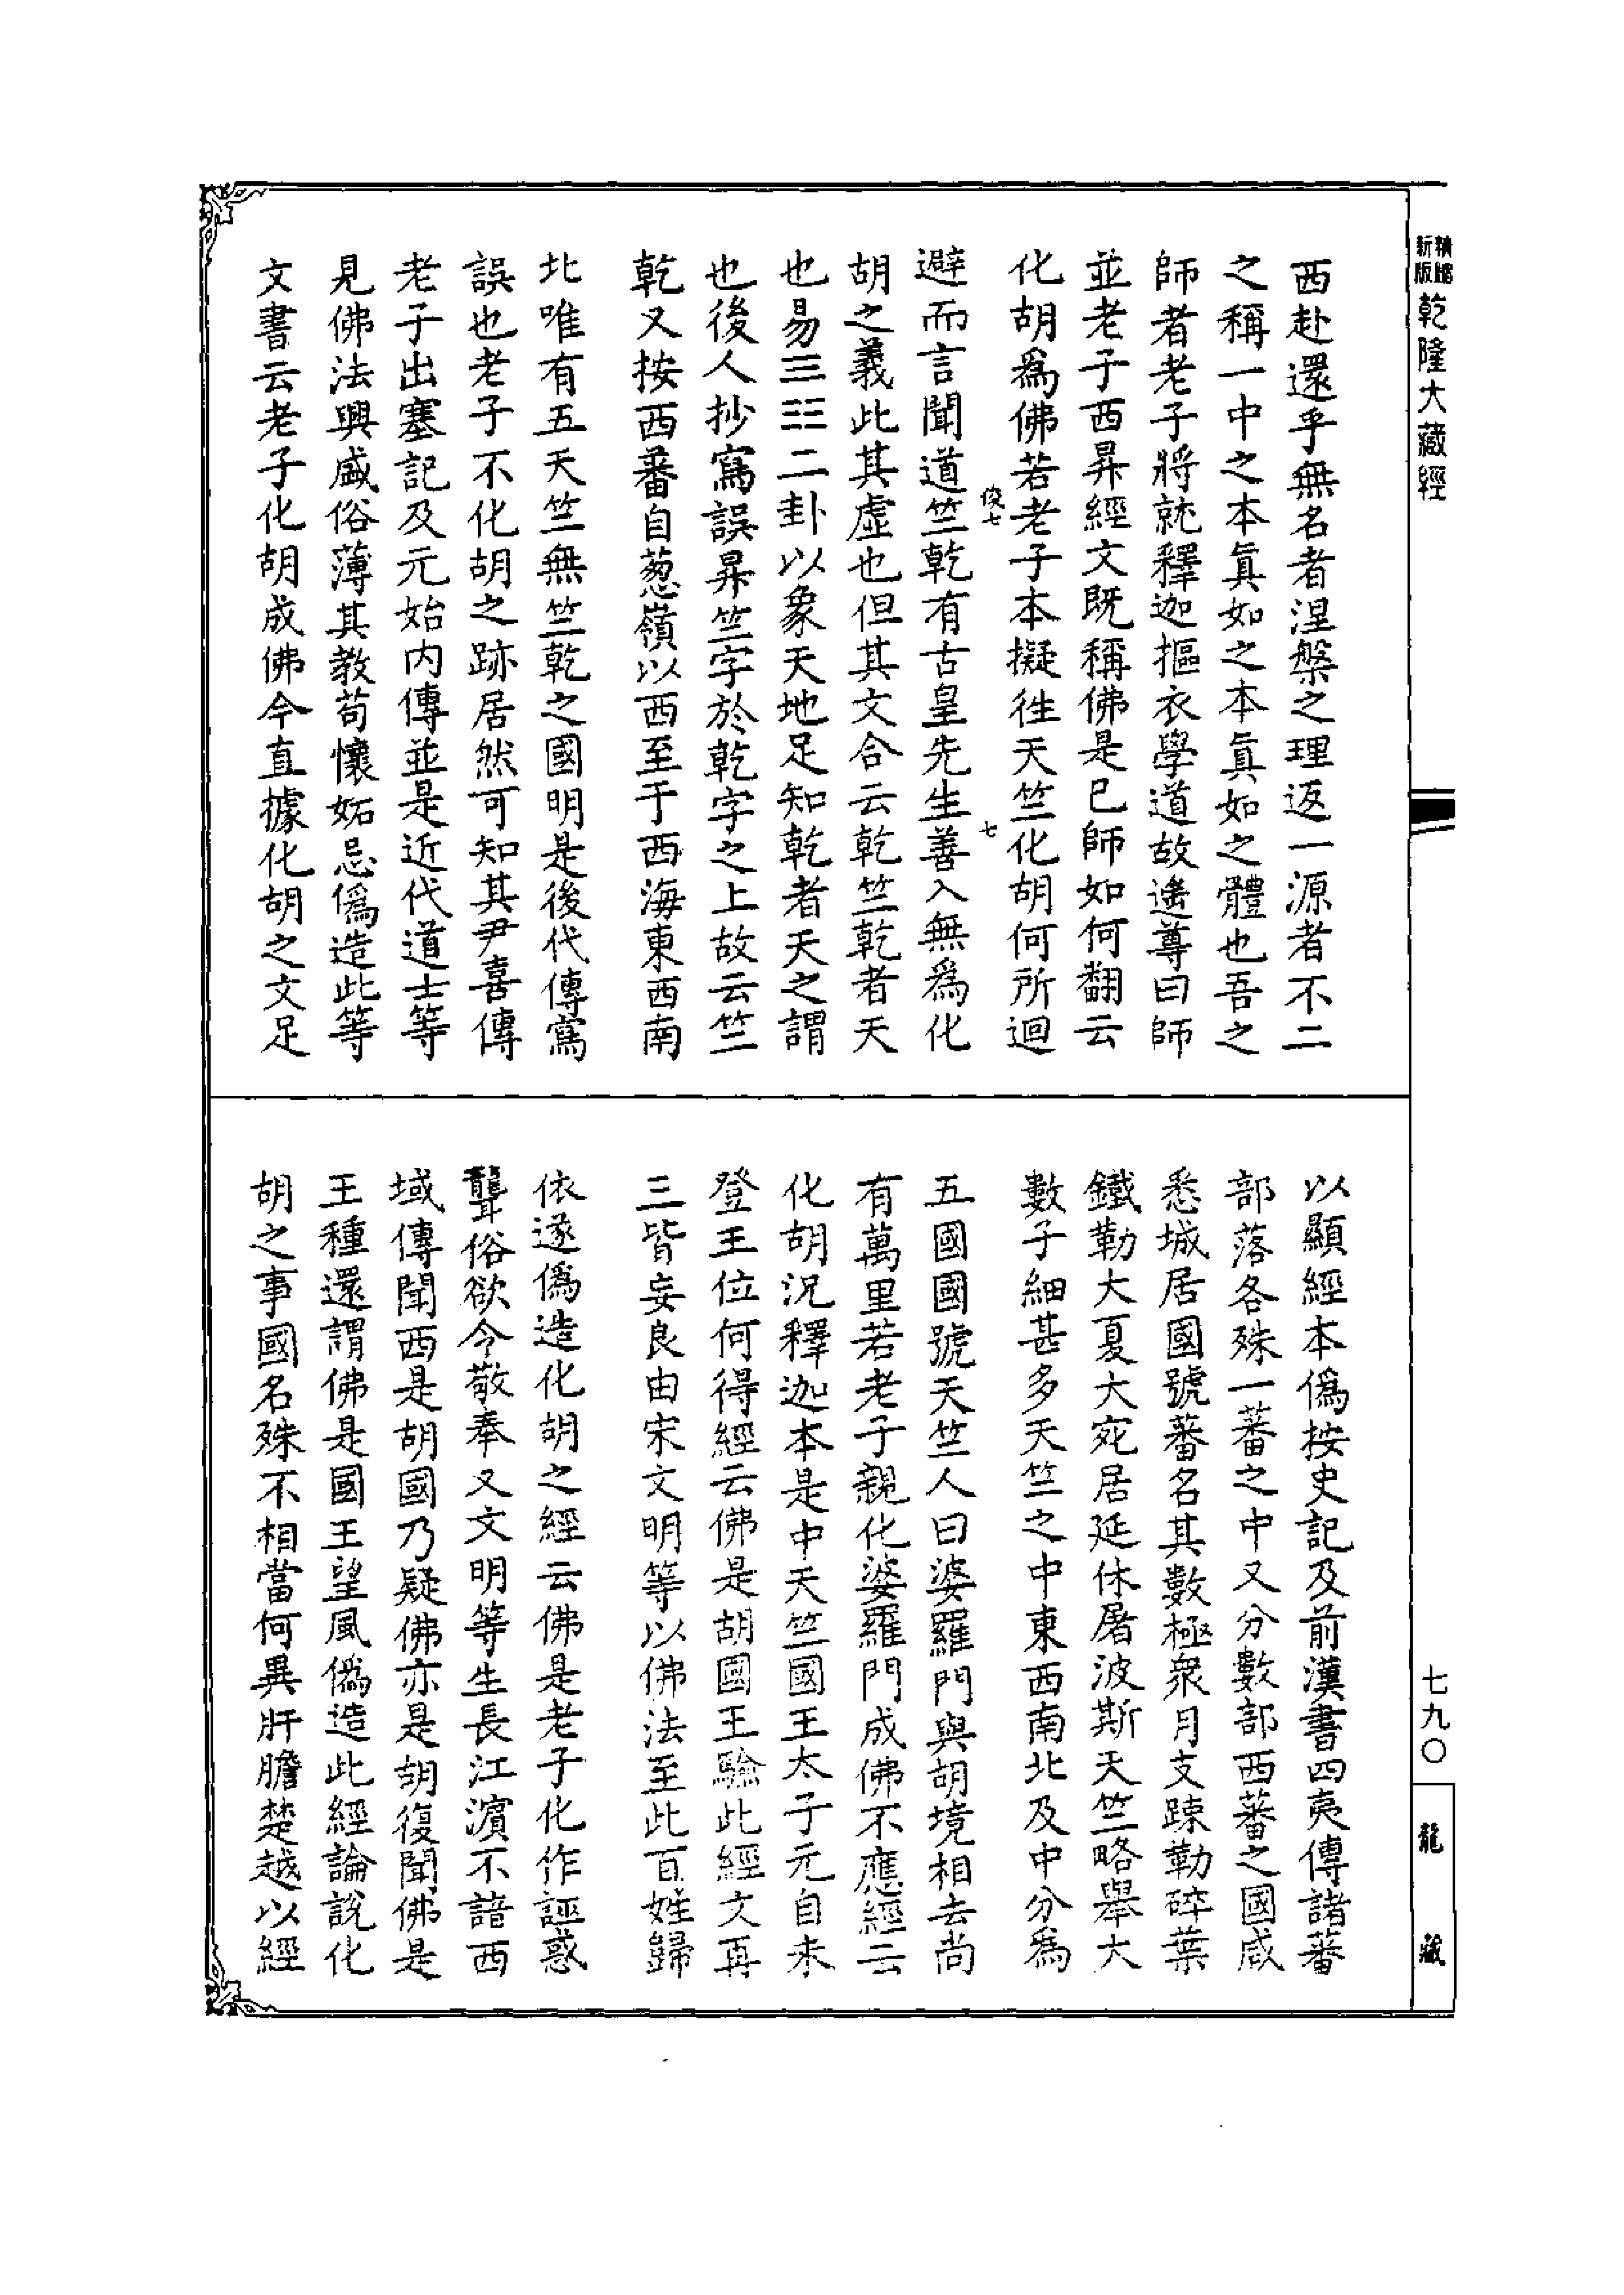 精縮
新版
乾隆大藏經
西赴還乎無名者涅槃之理返一源者不二
之稱一中之本眞如之本眞如之體也吾之
師者老子將就釋迦摳衣學道故遙尊曰師
並老子西昇經文既稱佛是已師如何翻云
化胡爲佛若老子本擬徃天竺化胡何所迴
俊七
七
避而言聞道竺乾有古皇先生善入無爲化
胡之義此其虛也但其文合云乾竺乾者天
也易☰☷二卦以象天地足知乾者天之謂
也後人抄寫誤昇竺字於乾字之上故云竺
乾又按西蕃自葱嶺以西至于西海東西南
北唯有五天竺無竺乾之國明是後代傳寫
誤也老子不化胡之跡居然可知其尹喜傳
老子出塞記及元始内傳並是近代道士等
見佛法興盛俗薄其教苟懷妬忌僞造此等
文書云老子化胡成佛今直據化胡之文足
以顯經本僞按史記及前漢書四夷傳諸蕃
部落各殊一蕃之中又分數部西蕃之國咸
悉城居國號蕃名其數極衆月支踈勒碎葉
鐵勒大夏大宛居延休屠波斯天竺略舉大
數子細甚多天竺之中東西南北及中分爲
五國國號天竺人曰婆羅門與胡境相去尚
有萬里若老子親化婆羅門成佛不應經云
化胡況釋迦本是中天竺國王太子元自未
登王位何得經云佛是胡國王驗此經文再
三皆妄良由宋文明等以佛法至此百姓歸
依遂僞造化胡之經云佛是老子化作誣惑
聾俗欲令敬奉又文明等生長江濵不諳西
域傳聞西是胡國乃疑佛亦是胡復聞佛是
王種還謂佛是國王望風僞造此經論說化
胡之事國名殊不相當何異肝膽楚越以經
七九〇
龍藏